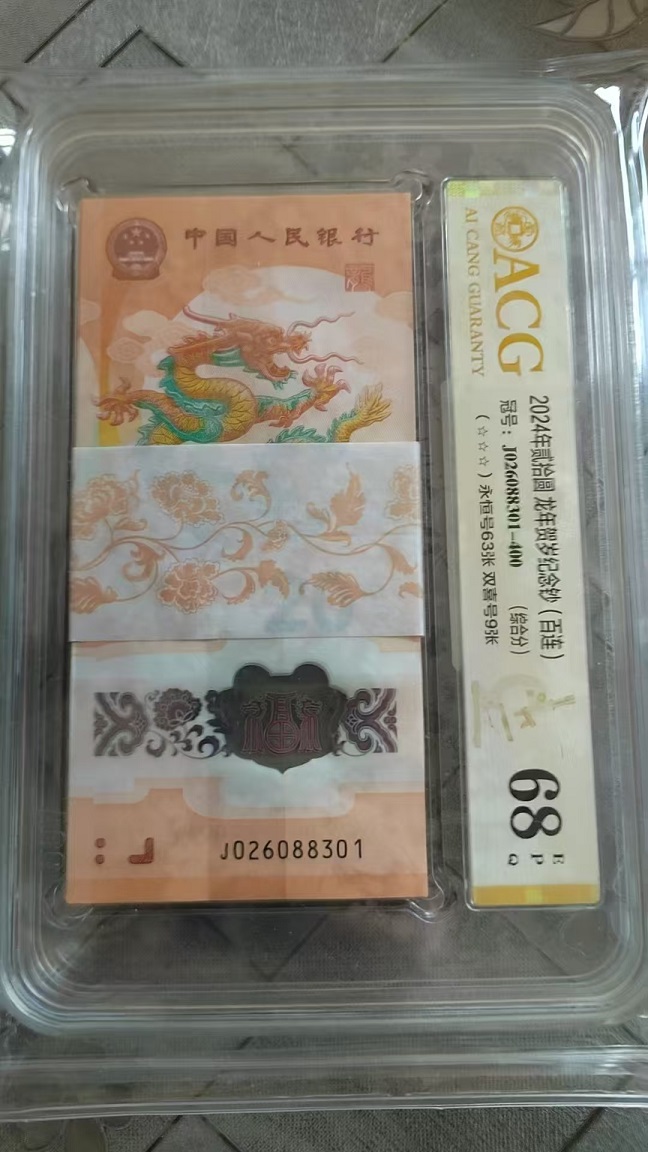 中国人民银行
J026088301
ACG
AI CANG GUARANTY
2024年贰拾圆 龙年贺岁纪念钞（百连）
冠号：J026088301-400 （综合分）
（☆☆☆）永恒号63张 双喜号9张
68
E
P
Q